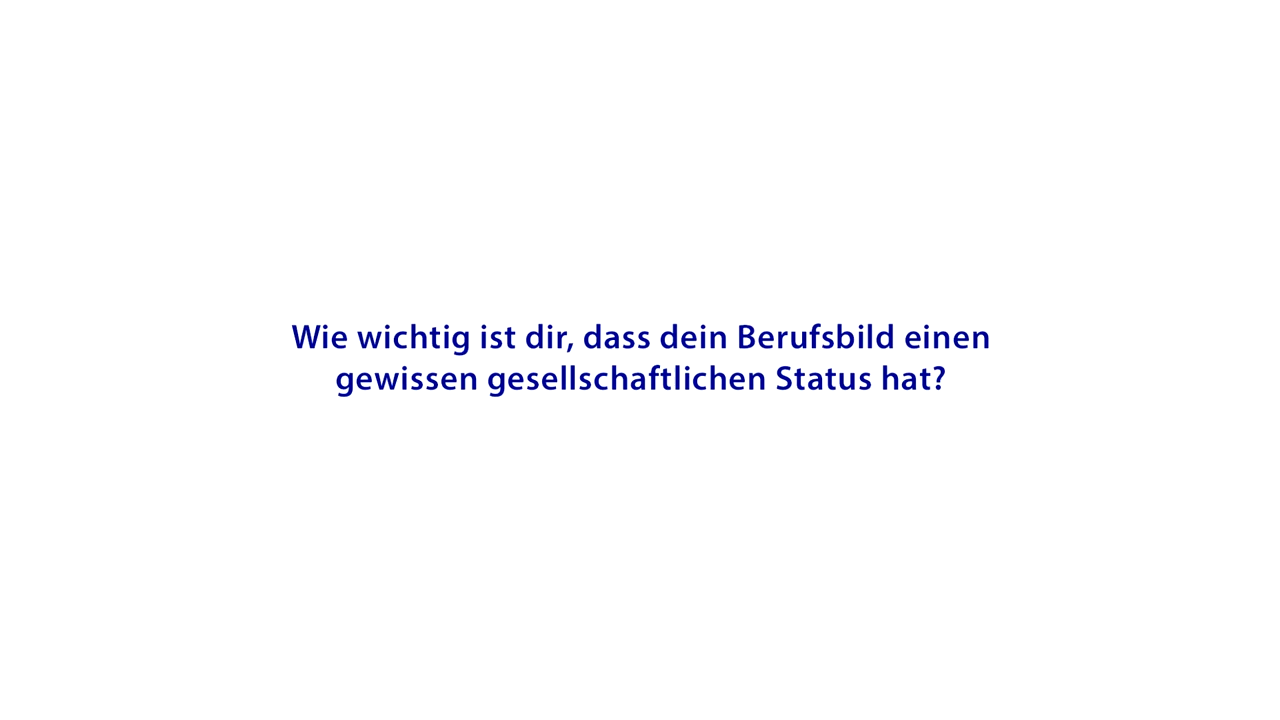 Wie wichtig ist dir, dass dein Berufsbild einen
gewissen gesellschaftlichen Status hat?